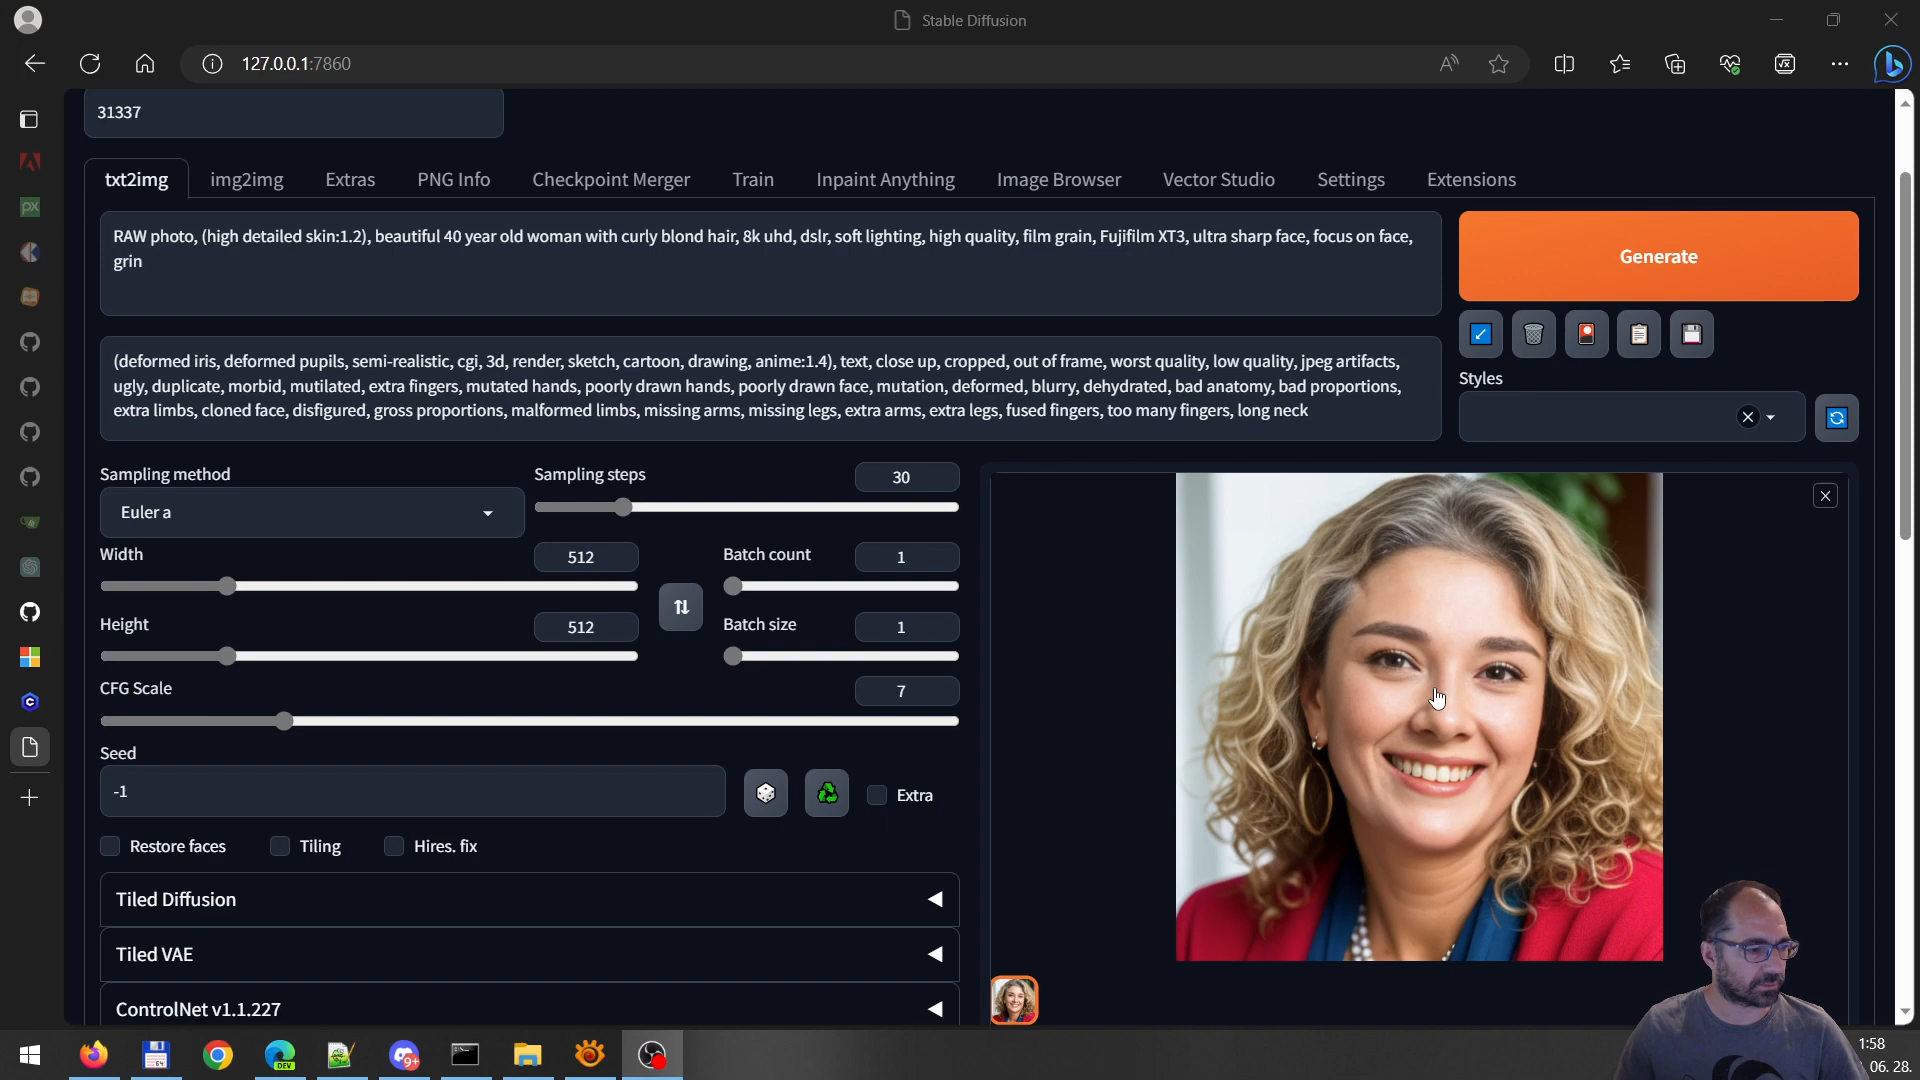 Stable Diffusion
127.0.0.1:7860
31337
txt2img img2img Extras PNG Info Checkpoint Merger Train Inpaint Anything Image Browser Vector Studio Settings Extensions
RAW photo, (high detailed skin:1.2), beautiful 40 year old woman with curly blond hair, 8k uhd, dslr, soft lighting, high quality, film grain, Fujifilm XT3, ultra sharp face, focus on face,
grin
Generate
(deformed iris, deformed pupils, semi-realistic, cgi, 3d, render, sketch, cartoon, drawing, anime:1.4), text, close up, cropped, out of frame, worst quality, low quality, jpeg artifacts,
ugly, duplicate, morbid, mutilated, extra fingers, mutated hands, poorly drawn hands, poorly drawn face, mutation, deformed, blurry, dehydrated, bad anatomy, bad proportions,
extra limbs, cloned face, disfigured, gross proportions, malformed limbs, missing arms, missing legs, extra arms, extra legs, fused fingers, too many fingers, long neck
Styles
Sampling method
Euler a
Sampling steps 30
Width 512
Batch count 1
Height 512
Batch size 1
CFG Scale 7
Seed
-1
Extra
Restore faces Tiling Hires. fix
Tiled Diffusion
Tiled VAE
ControlNet v1.1.227
64
DEV
9+
1:58
06. 28.